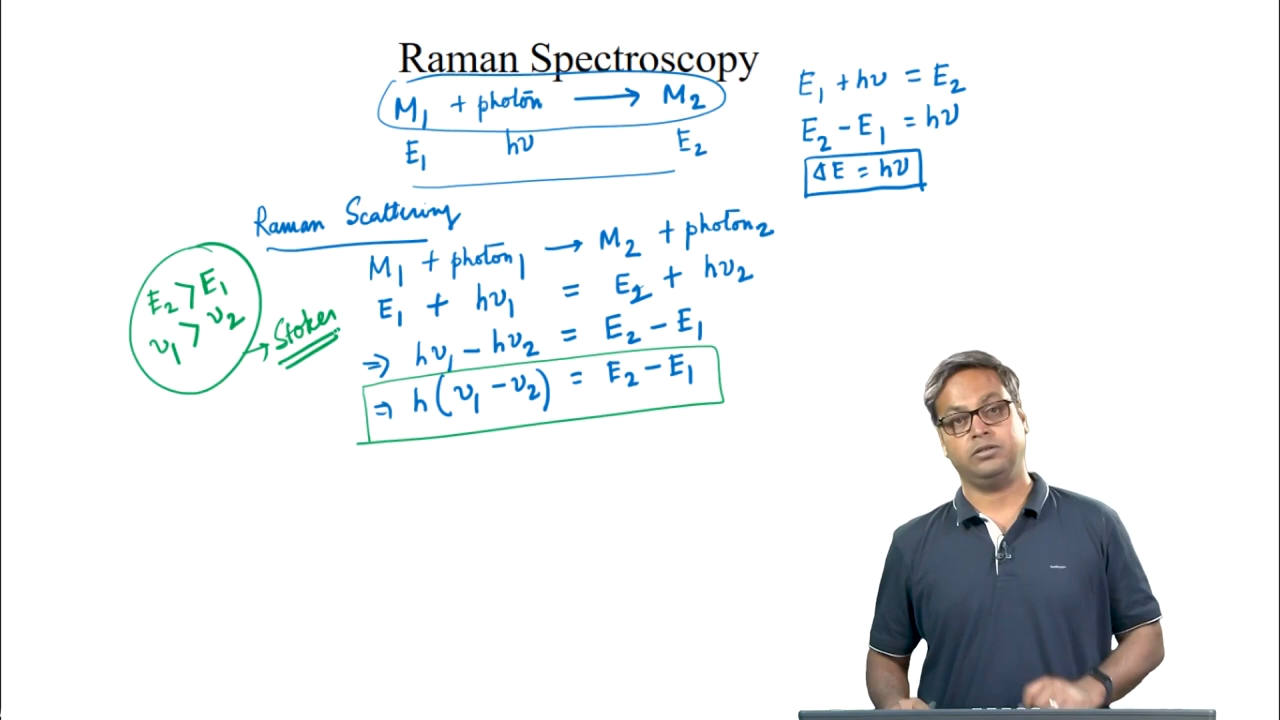 Raman Spectroscopy
M₁ + photon ⟶ M₂
E₁ hν E₂
E₁ + hν = E₂
E₂ – E₁ = hν
ΔE = hν
Raman Scattering
M₁ + photon₁ → M₂ + photon₂
E₁ + hν₁ = E₂ + hν₂
⇒ hν₁ – hν₂ = E₂ – E₁
⇒ h(ν₁ – ν₂) = E₂ – E₁
E₂ > E₁
ν₁ > ν₂
→ Stokes